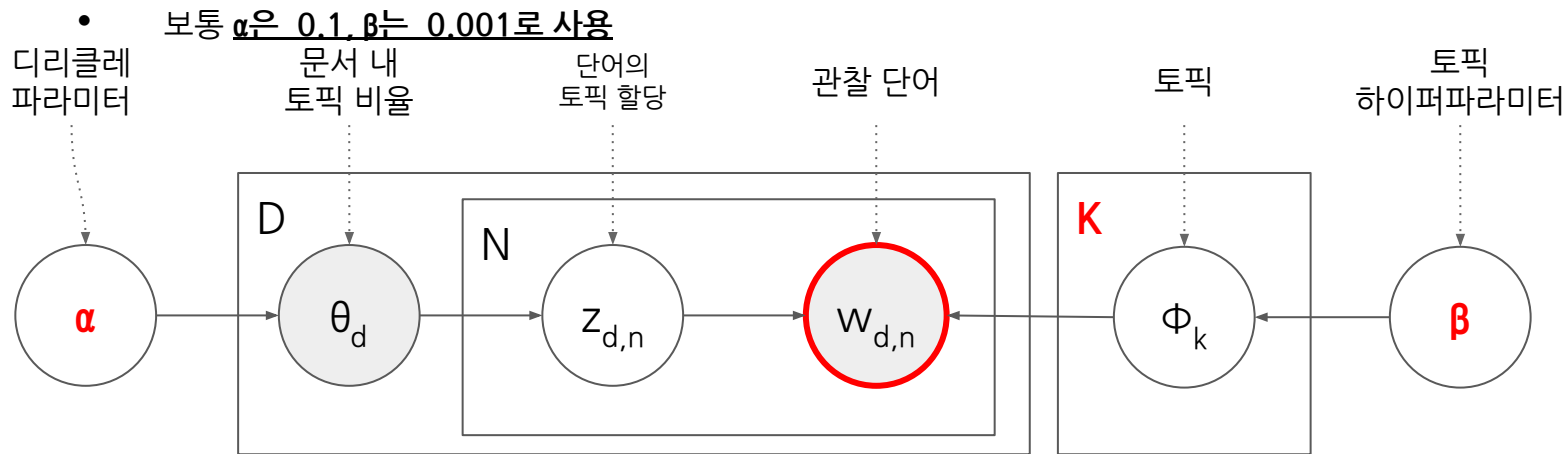 • 보통 α은 0.1, β는 0.001로 사용
디리클레
파라미터
문서 내
토픽 비율
단어의
토픽 할당
관찰 단어
토픽
토픽
하이퍼파라미터
D
N
K
α
θd
zd,n
wd,n
Φk
β